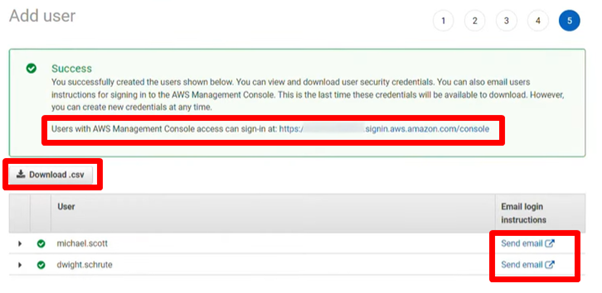 Add user
1 2 3 4 5
Success
You successfully created the users shown below. You can view and download user security credentials. You can also email users
instructions for signing in to the AWS Management Console. This is the last time these credentials will be available to download. However,
you can create new credentials at any time.
Users with AWS Management Console access can sign-in at: https:/ .signin.aws.amazon.com/console
Download .csv
User
Email login
instructions
michael.scott Send email
dwight.schrute Send email